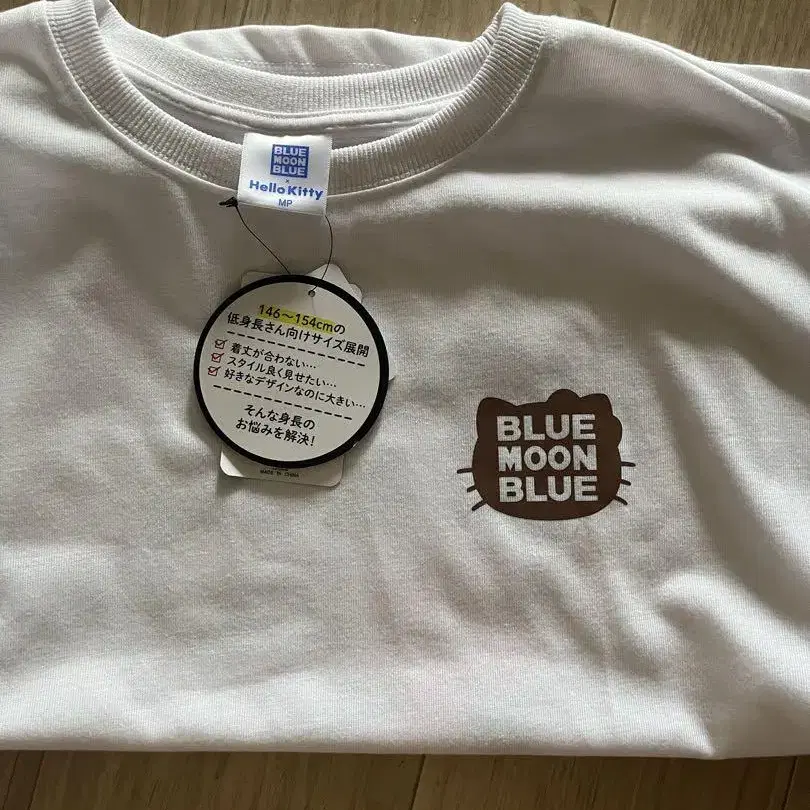 BLUE
MOON
BLUE
×
Hello Kitty
MP
146～154cmの
低身長さん向けサイズ展開
着丈が合わない…
スタイル良く見せたい…
好きなデザインなのに大きい…
そんな身長の
お悩みを解決!
MADE IN CHINA
BLUE
MOON
BLUE